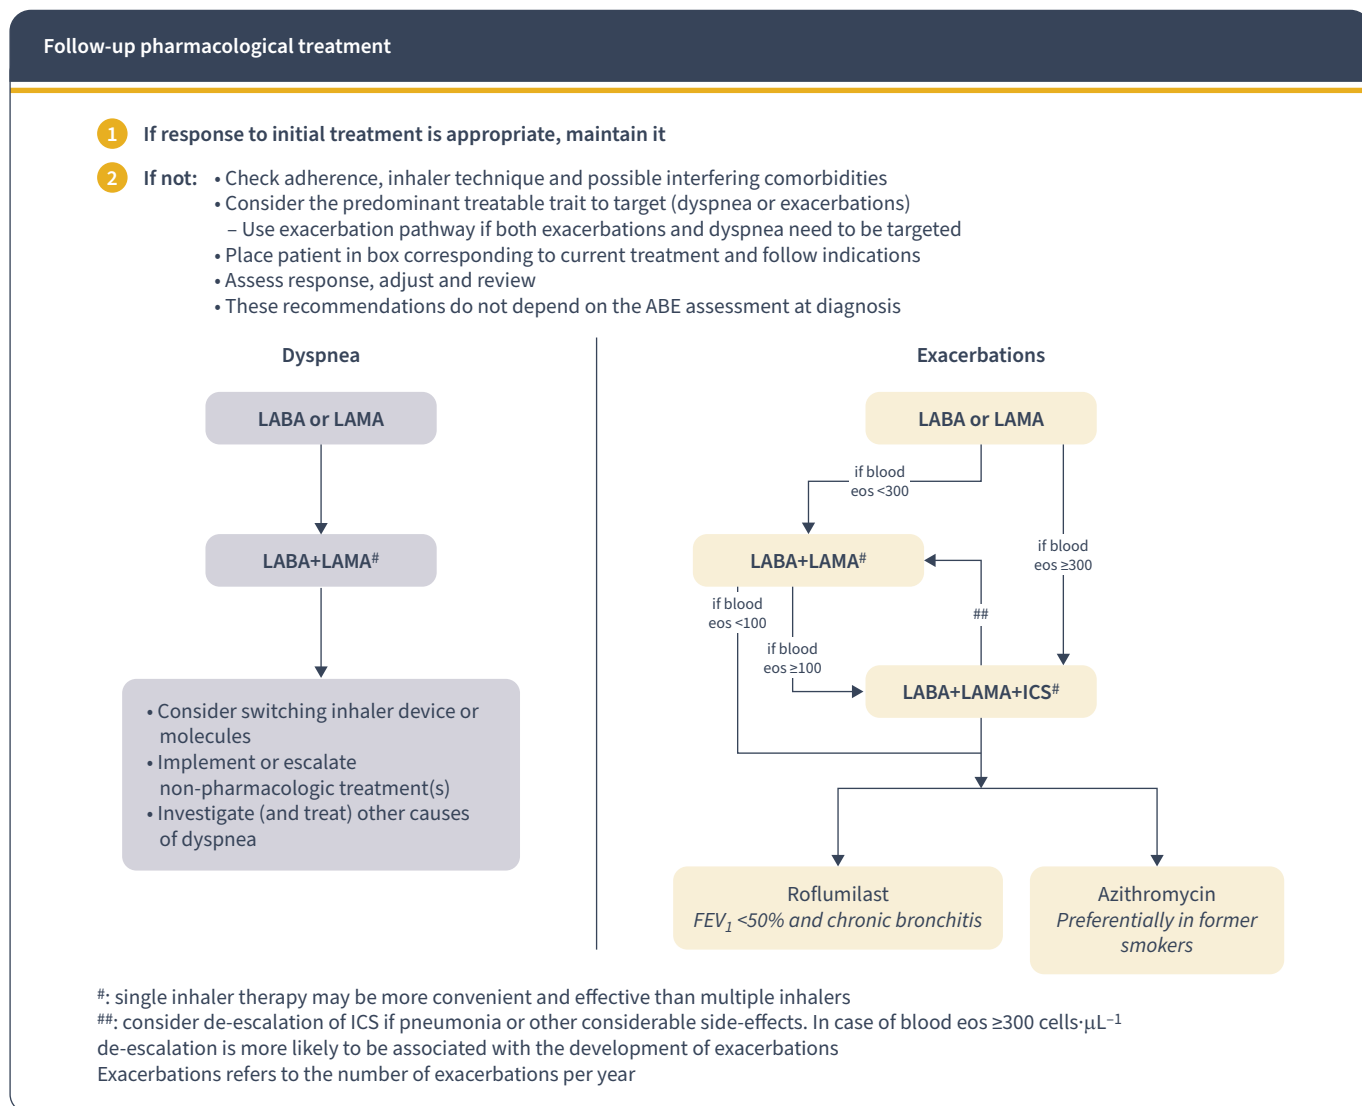 Follow-up pharmacological treatment
1 If response to initial treatment is appropriate, maintain it
2 If not: • Check adherence, inhaler technique and possible interfering comorbidities
• Consider the predominant treatable trait to target (dyspnea or exacerbations)
– Use exacerbation pathway if both exacerbations and dyspnea need to be targeted
• Place patient in box corresponding to current treatment and follow indications
• Assess response, adjust and review
• These recommendations do not depend on the ABE assessment at diagnosis
Dyspnea
LABA or LAMA
LABA+LAMA#
• Consider switching inhaler device or
molecules
• Implement or escalate
non-pharmacologic treatment(s)
• Investigate (and treat) other causes
of dyspnea
Exacerbations
LABA or LAMA
if blood
eos <300
if blood
eos ≥300
LABA+LAMA#
if blood
eos <100
if blood
eos ≥100
##
LABA+LAMA+ICS#
Roflumilast
FEV1 <50% and chronic bronchitis
Azithromycin
Preferentially in former
smokers
#: single inhaler therapy may be more convenient and effective than multiple inhalers
##: consider de-escalation of ICS if pneumonia or other considerable side-effects. In case of blood eos ≥300 cells·μL−1
de-escalation is more likely to be associated with the development of exacerbations
Exacerbations refers to the number of exacerbations per year